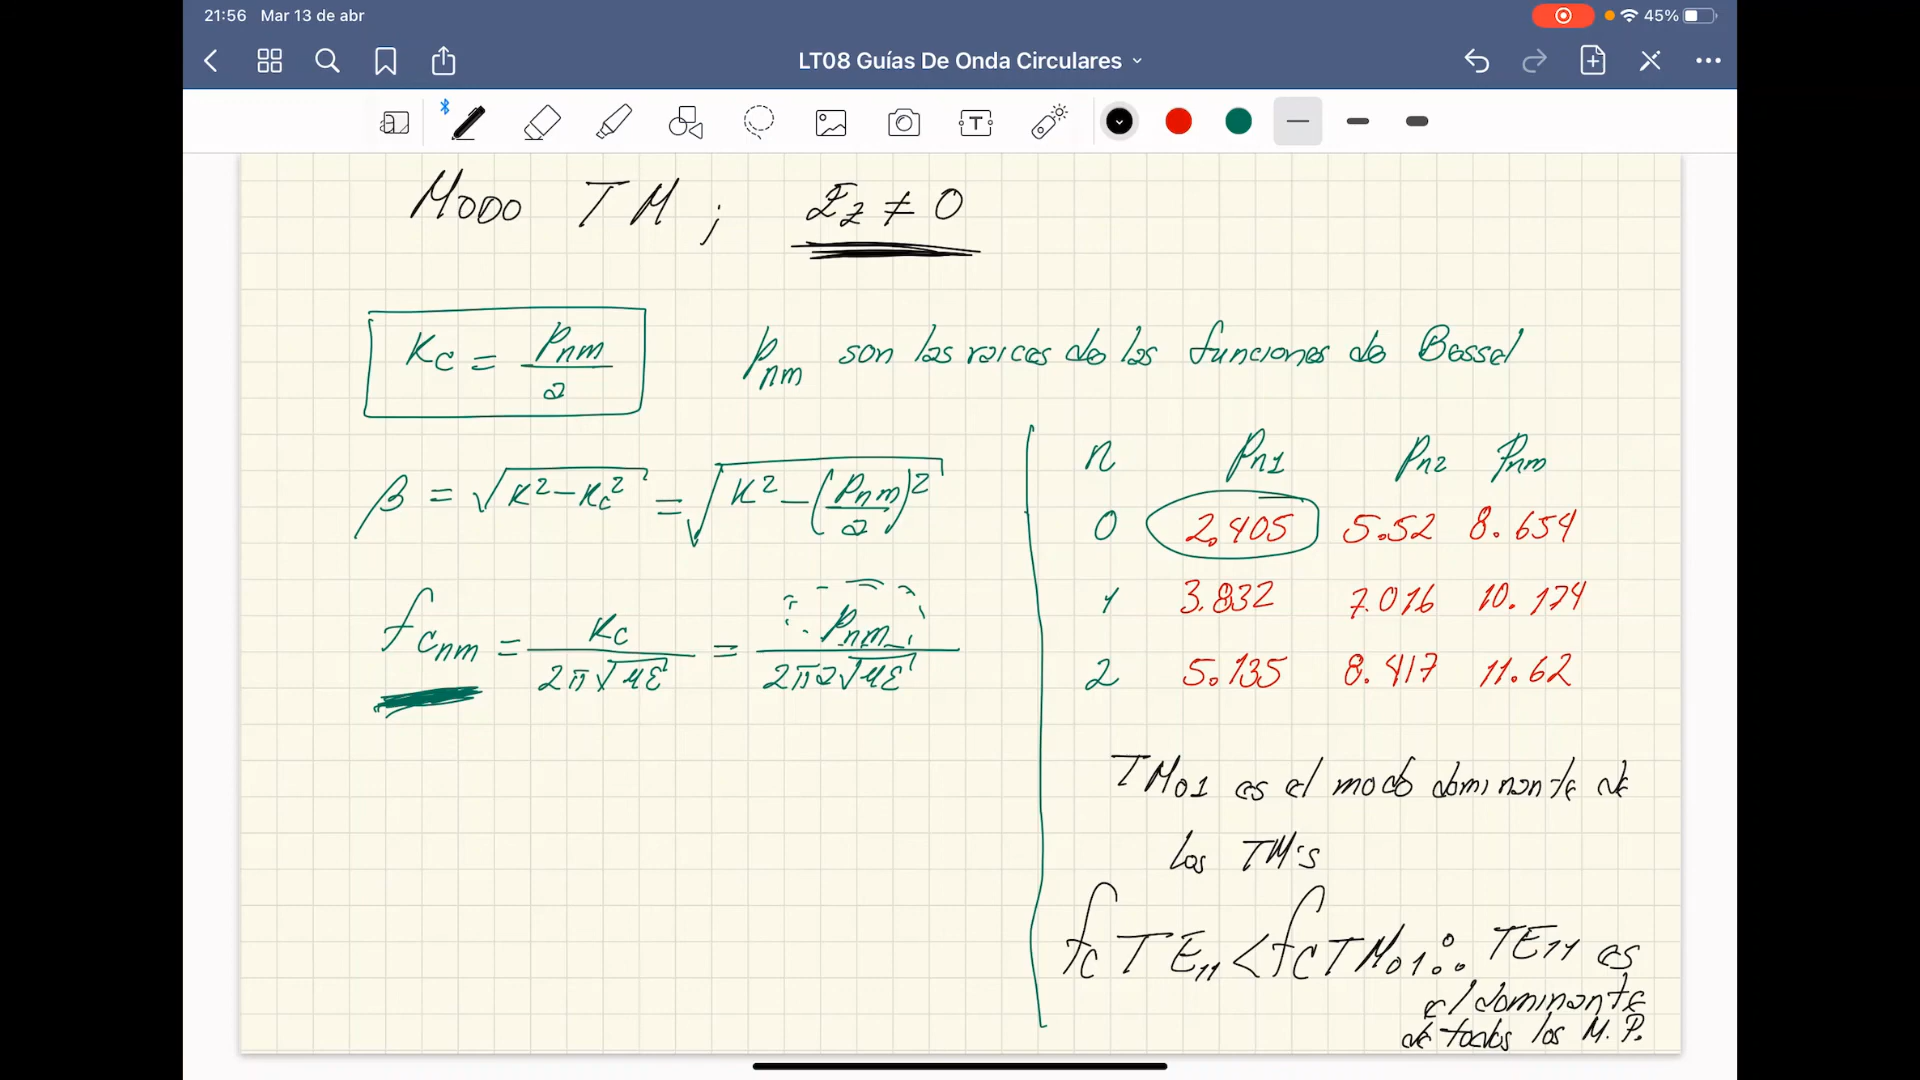 21:56 Mar 13 de abr 45%
LT08 Guías De Onda Circulares
T
MODO TM; Ez ≠ 0
Kc = Pnm / a
Pnm son las raices de las funciones de Bessel
β = √(K² - Kc²) = √(K² - (Pnm / a)²)
fcnm = Kc / 2π√με = Pnm / 2πa√με
n Pn1 Pn2 Pnm
0 2.405 5.52 8.654
1 3.832 7.016 10.174
2 5.135 8.417 11.62
TM01 es el modo dominante de
los TM's
fc TE11 < fc TM01 ∴ TE11 es
el dominante
de todos los M.P.